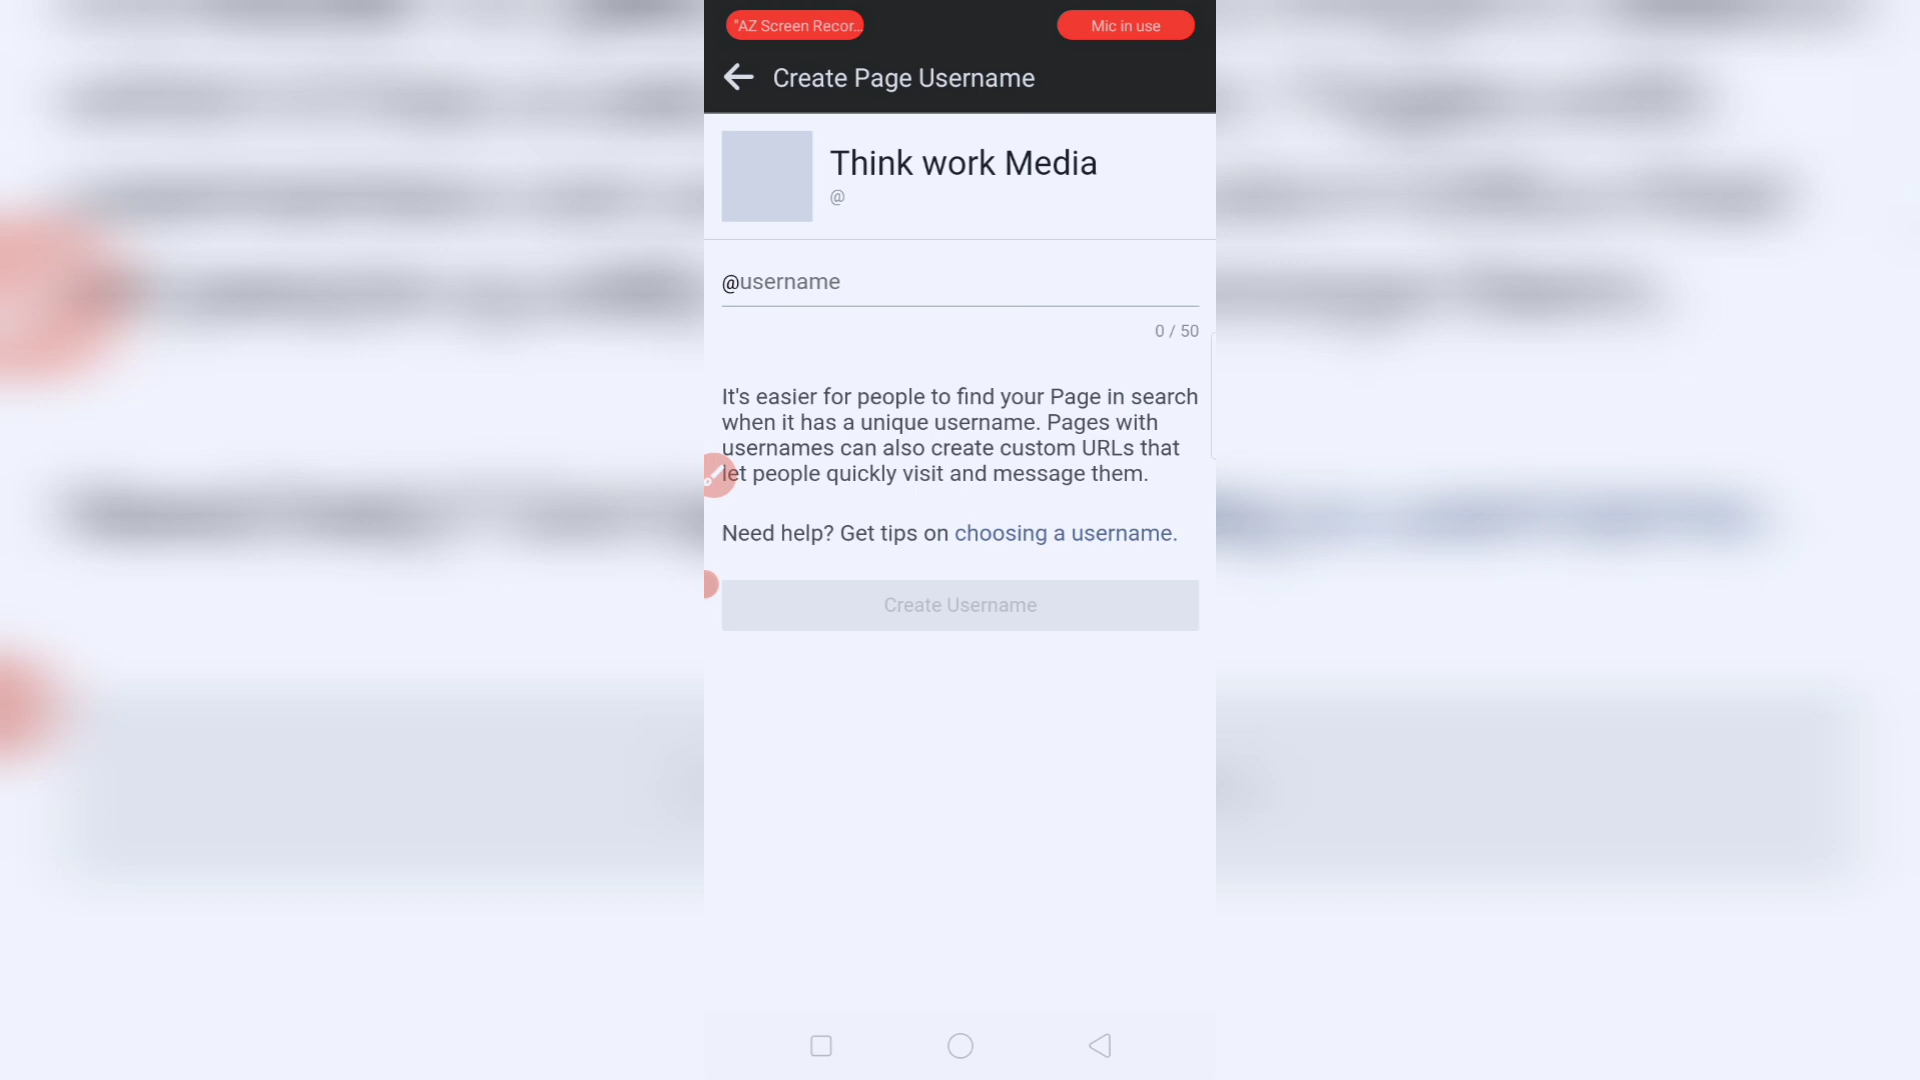 "AZ Screen Recor...
Mic in use
Create Page Username
Think work Media
@
@username
0 / 50
It's easier for people to find your Page in search
when it has a unique username. Pages with
usernames can also create custom URLs that
let people quickly visit and message them.
Need help? Get tips on choosing a username.
Create Username